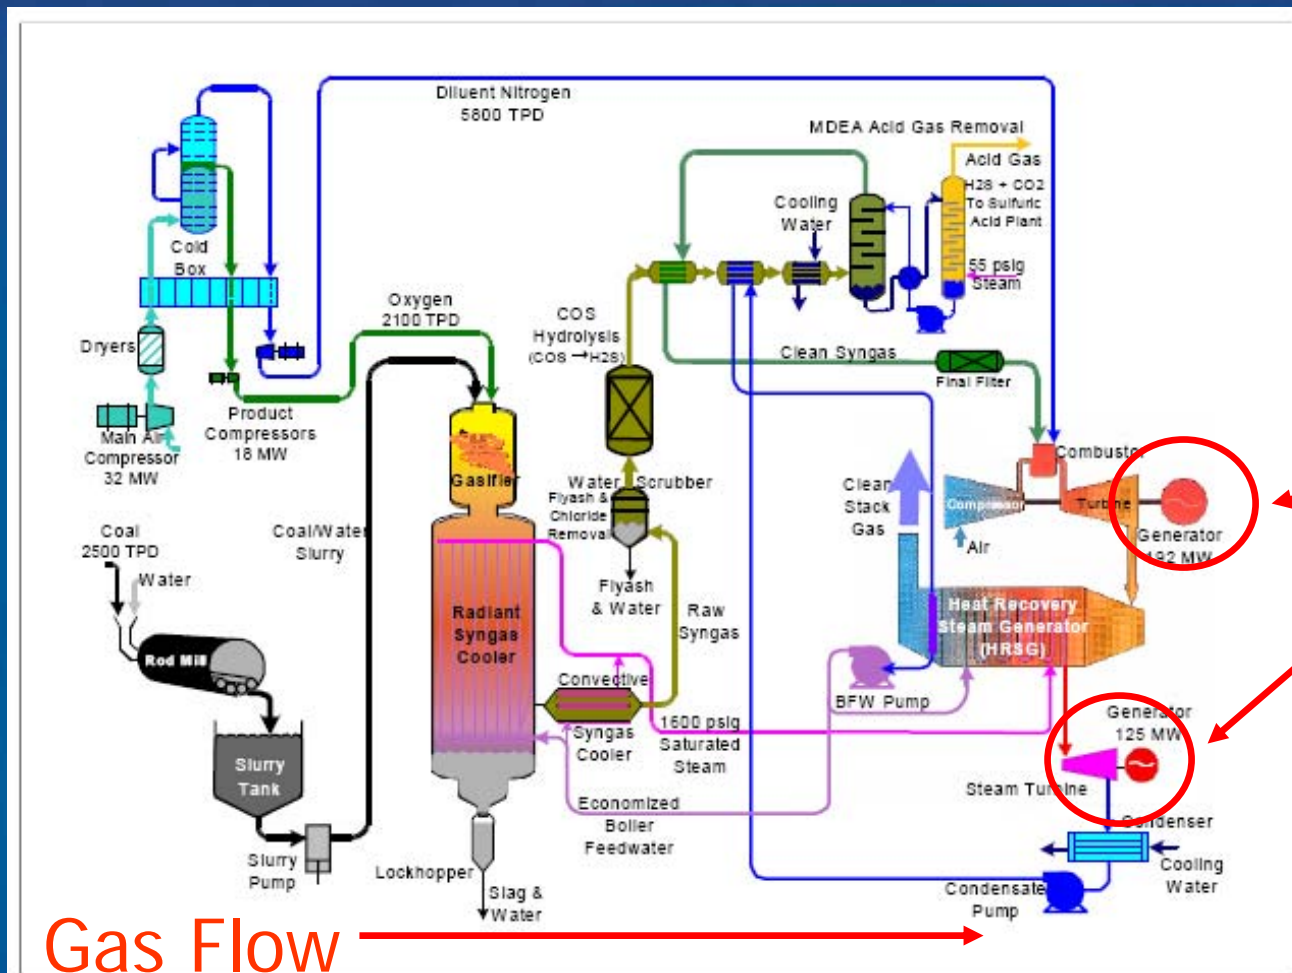 Diluent Nitrogen
5800 TPD
MDEA Acid Gas Removal
Acid Gas
H2S + CO2
To Sulfuric
Acid Plant
Cooling
Water
55 psig
Steam
Cold
Box
Oxygen
2100 TPD
COS
Hydrolysis
(COS →H2S)
Clean Syngas
Final Filter
Dryers
Product
Compressors
18 MW
Main Air
Compressor
32 MW
Gasifier
Water Scrubber
Flyash &
Chloride
Removal
Clean
Stack
Gas
Combustor
Compressor
Turbine
Air
Generator
192 MW
Coal
2500 TPD
Water
Coal/Water
Slurry
Flyash
& Water
Raw
Syngas
Radiant
Syngas
Cooler
Heat Recovery
Steam Generator
(HRSG)
Rod Mill
Convective
Syngas
Cooler
BFW Pump
1600 psig
Saturated
Steam
Generator
125 MW
Steam Turbine
Slurry
Tank
Economized
Boiler
Feedwater
Condenser
Cooling
Water
Slurry
Pump
Lockhopper
Slag &
Water
Condensate
Pump
Gas Flow